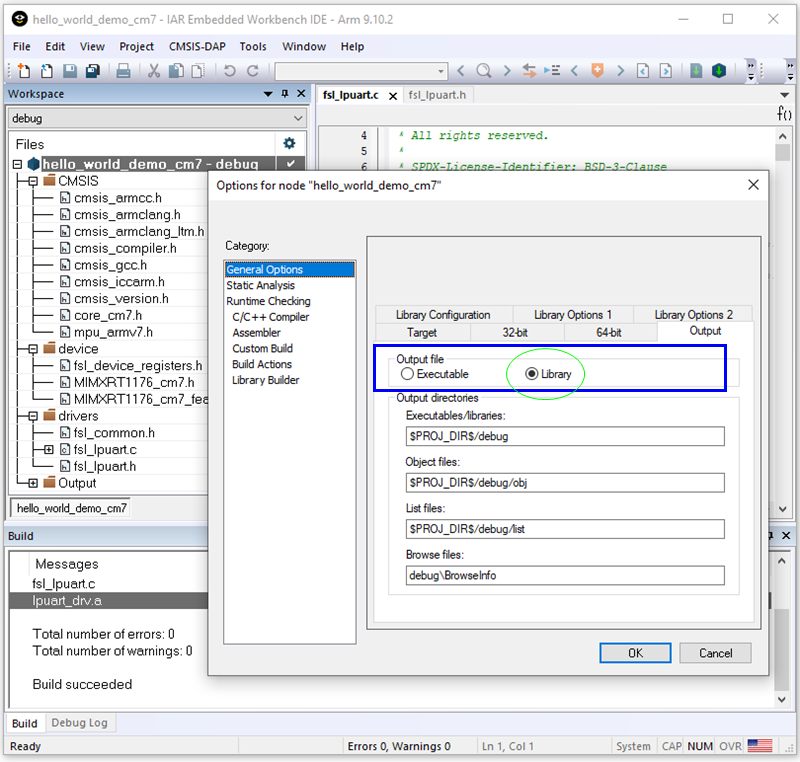 hello_world_demo_cm7 - IAR Embedded Workbench IDE - Arm 9.10.2
File Edit View Project CMSIS-DAP Tools Window Help
Workspace
debug
Files
hello_world_demo_cm7 - debug
CMSIS
cmsis_armcc.h
cmsis_armclang.h
cmsis_armclang_ltm.h
cmsis_compiler.h
cmsis_gcc.h
cmsis_iccarm.h
cmsis_version.h
core_cm7.h
mpu_armv7.h
device
fsl_device_registers.h
MIMXRT1176_cm7.h
MIMXRT1176_cm7_fea
drivers
fsl_common.h
fsl_lpuart.c
fsl_lpuart.h
Output
hello_world_demo_cm7
fsl_lpuart.c fsl_lpuart.h
f()
4 * All rights reserved.
5 *
6 * SPDX-License-Identifier: BSD-3-Clause
Options for node "hello_world_demo_cm7"
Category:
General Options
Static Analysis
Runtime Checking
C/C++ Compiler
Assembler
Custom Build
Build Actions
Library Builder
Library Configuration Library Options 1 Library Options 2
Target 32-bit 64-bit Output
Output file
Executable Library
Output directories
Executables/libraries:
$PROJ_DIR$/debug
Object files:
$PROJ_DIR$/debug/obj
List files:
$PROJ_DIR$/debug/list
Browse files:
debug\BrowseInfo
OK Cancel
Build
Messages
fsl_lpuart.c
lpuart_drv.a
Total number of errors: 0
Total number of warnings: 0
Build succeeded
Build Debug Log
Ready Errors 0, Warnings 0 Ln 1, Col 1 System CAP NUM OVR